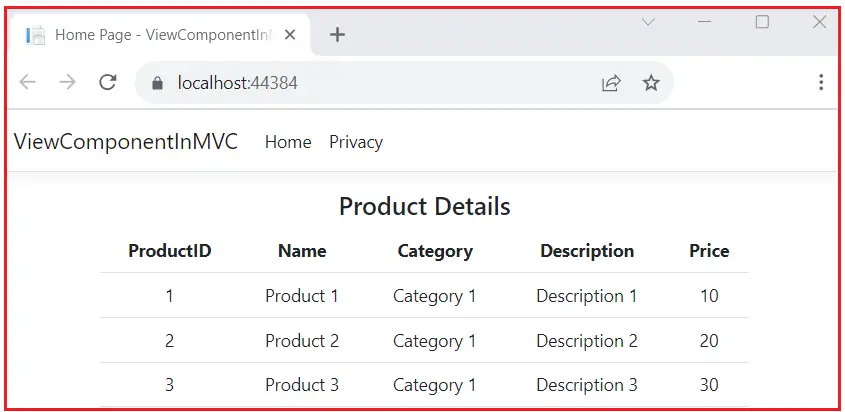 Home Page - ViewComponentIn
localhost:44384
ViewComponentInMVC Home Privacy
Product Details
ProductID Name Category Description Price
1 Product 1 Category 1 Description 1 10
2 Product 2 Category 1 Description 2 20
3 Product 3 Category 1 Description 3 30